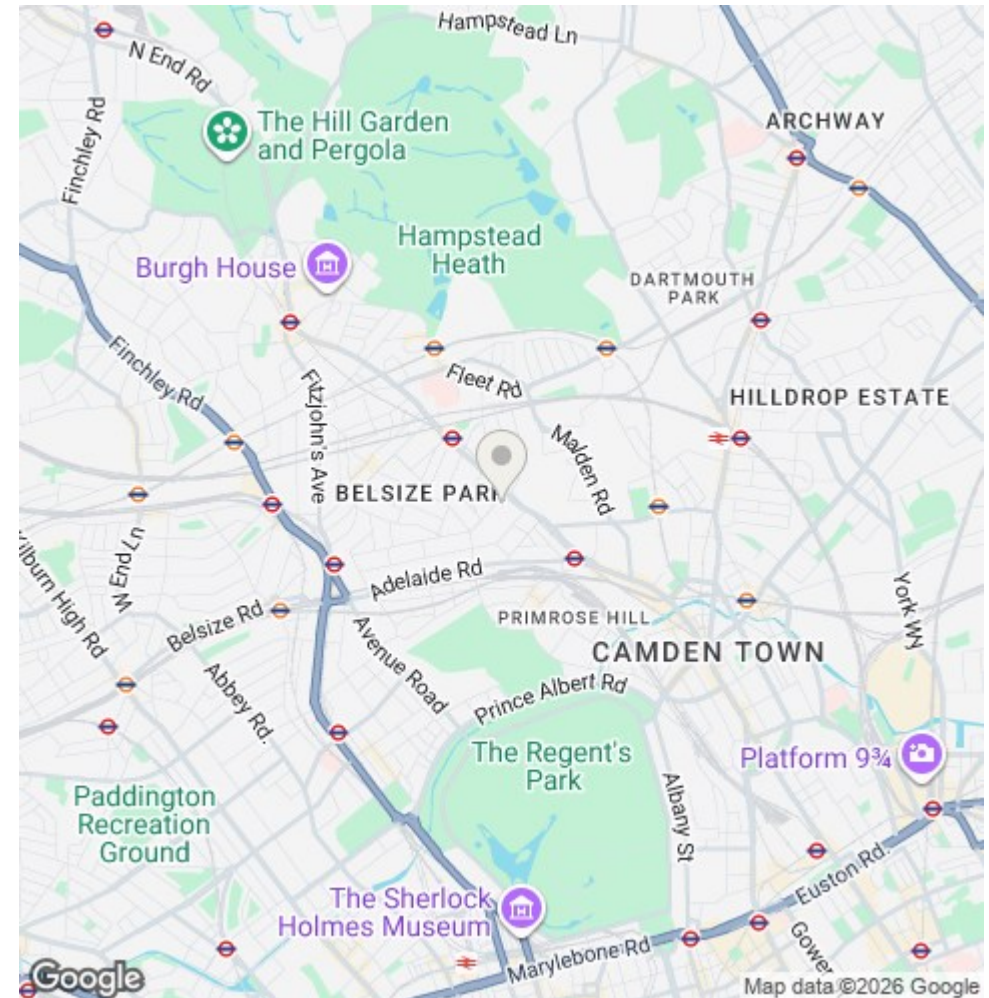 Hampstead Ln
N End Rd
The Hill Garden
and Pergola
ARCHWAY
Finchley Rd
Hampstead
Heath
Burgh House
DARTMOUTH
PARK
Finchley Rd
Fitzjohn's Ave
Fleet Rd
HILLDROP ESTATE
Malden Rd
BELSIZE PARK
W End Ln
Kilburn High Rd
Adelaide Rd
York Wy
Belsize Rd
PRIMROSE HILL
CAMDEN TOWN
Abbey Rd.
Avenue Road
Prince Albert Rd
The Regent's
Park
Platform 9¾
Albany St
Paddington
Recreation
Ground
Euston Rd.
The Sherlock
Holmes Museum
Marylebone Rd
Gower
Google
Map data ©2026 Google